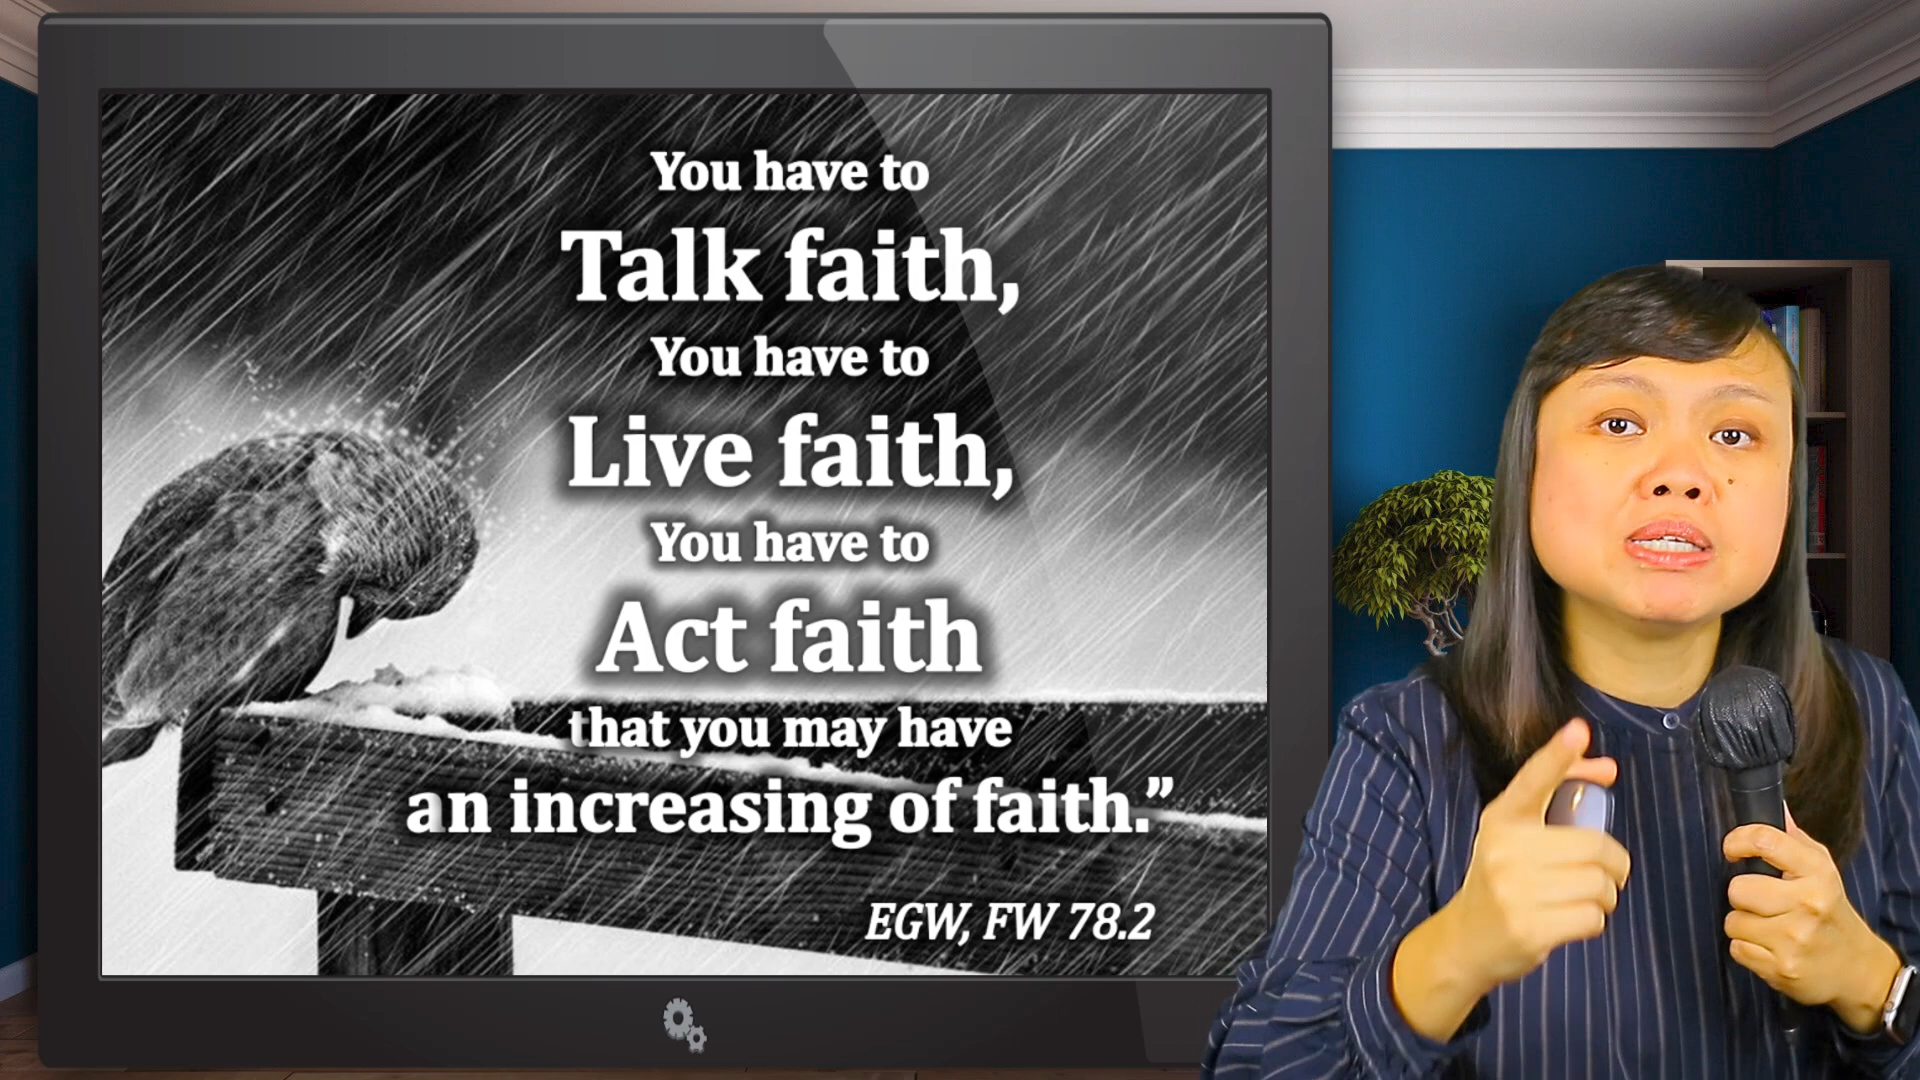 You have to
Talk faith,
You have to
Live faith,
You have to
Act faith
that you may have
an increasing of faith.”
EGW, FW 78.2